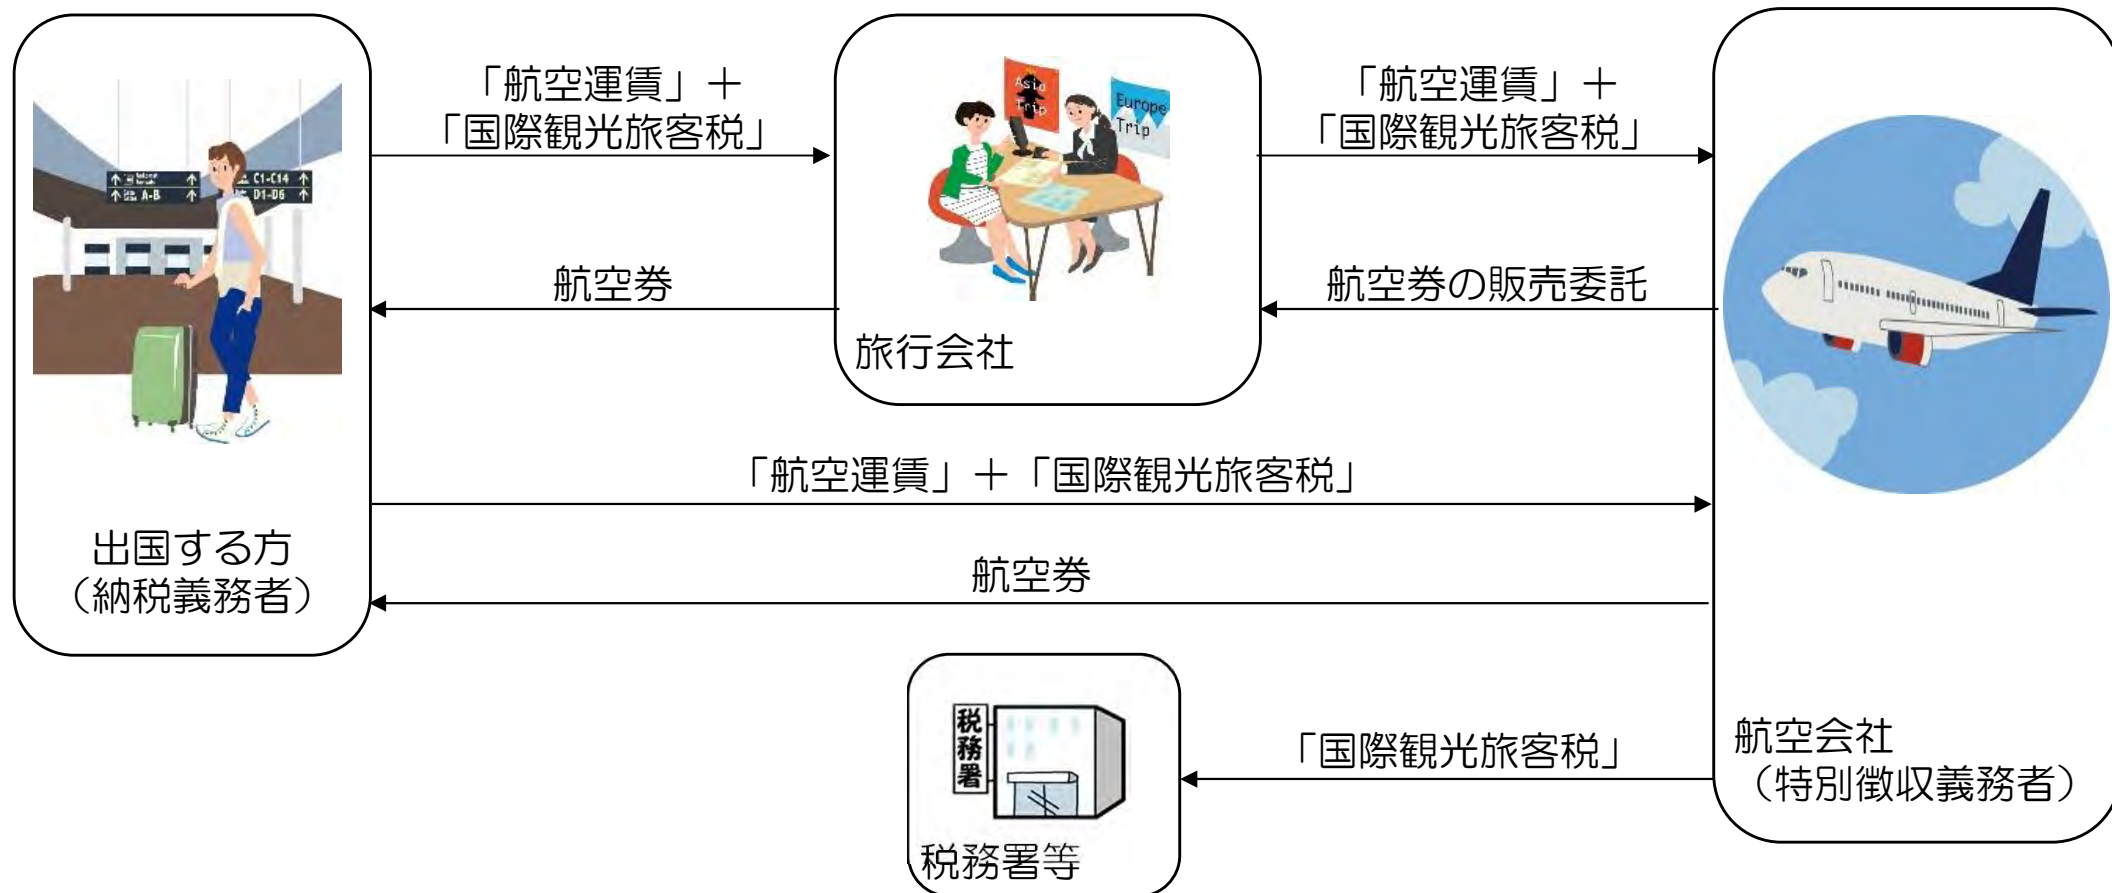 「航空運賃」＋
「国際観光旅客税」
「航空運賃」＋
「国際観光旅客税」
Asia
Trip
Europe
Trip
C1-C14
A-B
D1-D6
航空券
航空券の販売委託
旅行会社
「航空運賃」＋「国際観光旅客税」
出国する方
（納税義務者）
航空券
税務署
「国際観光旅客税」
航空会社
（特別徴収義務者）
税務署等